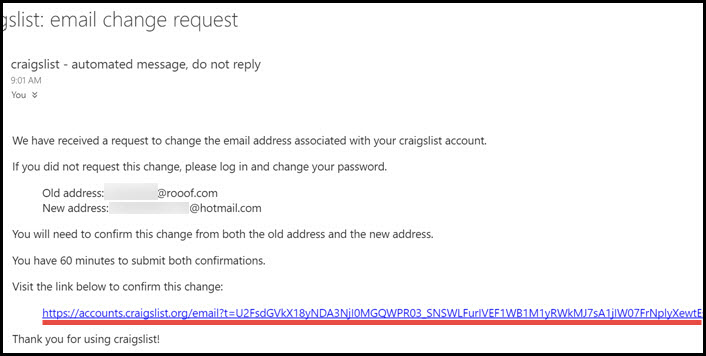 gslist: email change request
craigslist - automated message, do not reply
9:01 AM
You
We have received a request to change the email address associated with your craigslist account.
If you did not request this change, please log in and change your password.
Old address: @rooof.com
New address: @hotmail.com
You will need to confirm this change from both the old address and the new address.
You have 60 minutes to submit both confirmations.
Visit the link below to confirm this change:
https://accounts.craigslist.org/email?t=U2FsdGVkX18yNDA3NjI0MGQWPR03_SNSWLFurIVEF1WB1M1yRWkMJ7sA1jIW07FrNplyXewtE
Thank you for using craigslist!